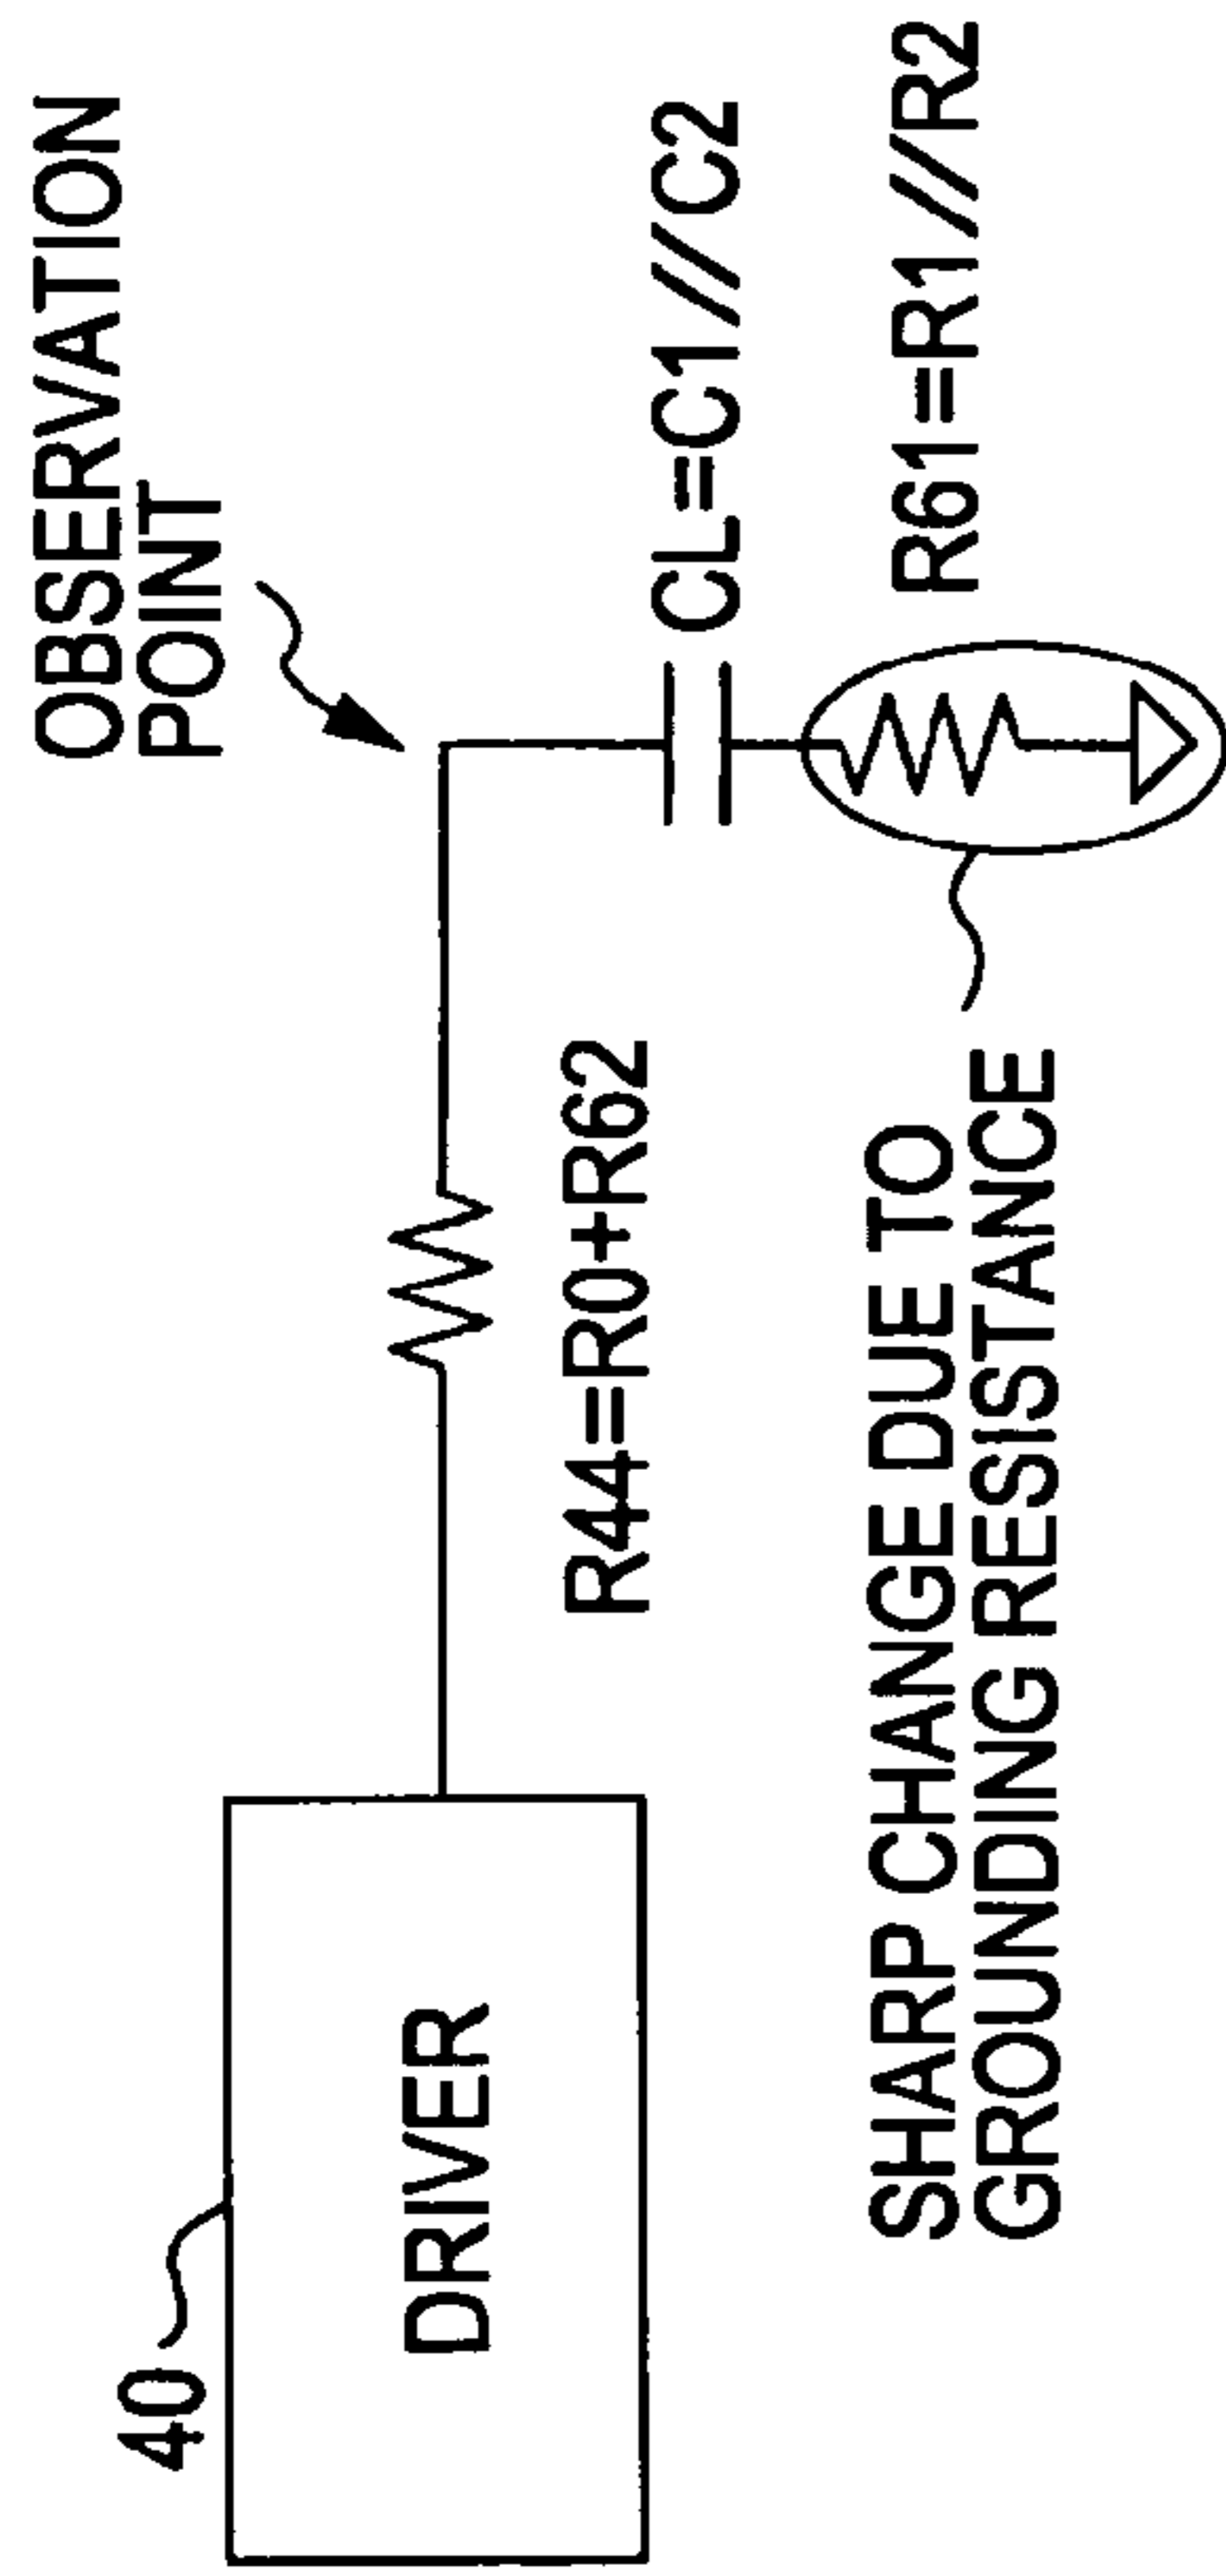 OBSERVATION
POINT
40
DRIVER
R44=R0+R62
CL=C1//C2
R61=R1//R2
SHARP CHANGE DUE TO
GROUNDING RESISTANCE